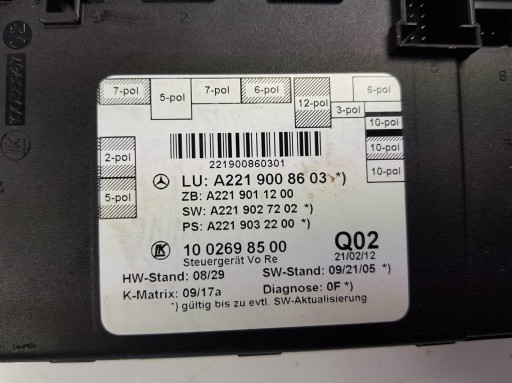 7-pol
5-pol
7-pol
6-pol
12-pol
3-pol
6-pol
10-pol
10-pol
10-pol
2-pol
5-pol
221900860301
LU: A221 900 86 03 *)
ZB: A221 901 12 00
SW: A221 902 72 02 *)
PS: A221 903 22 00 *)
LK 10 0269 85 00 Q02
Steuergerät Vo Re 21/02/12
HW-Stand: 08/29 SW-Stand: 09/21/05 *)
K-Matrix: 09/17a Diagnose: 0F *)
*) gültig bis zu evtl. SW-Aktualisierung